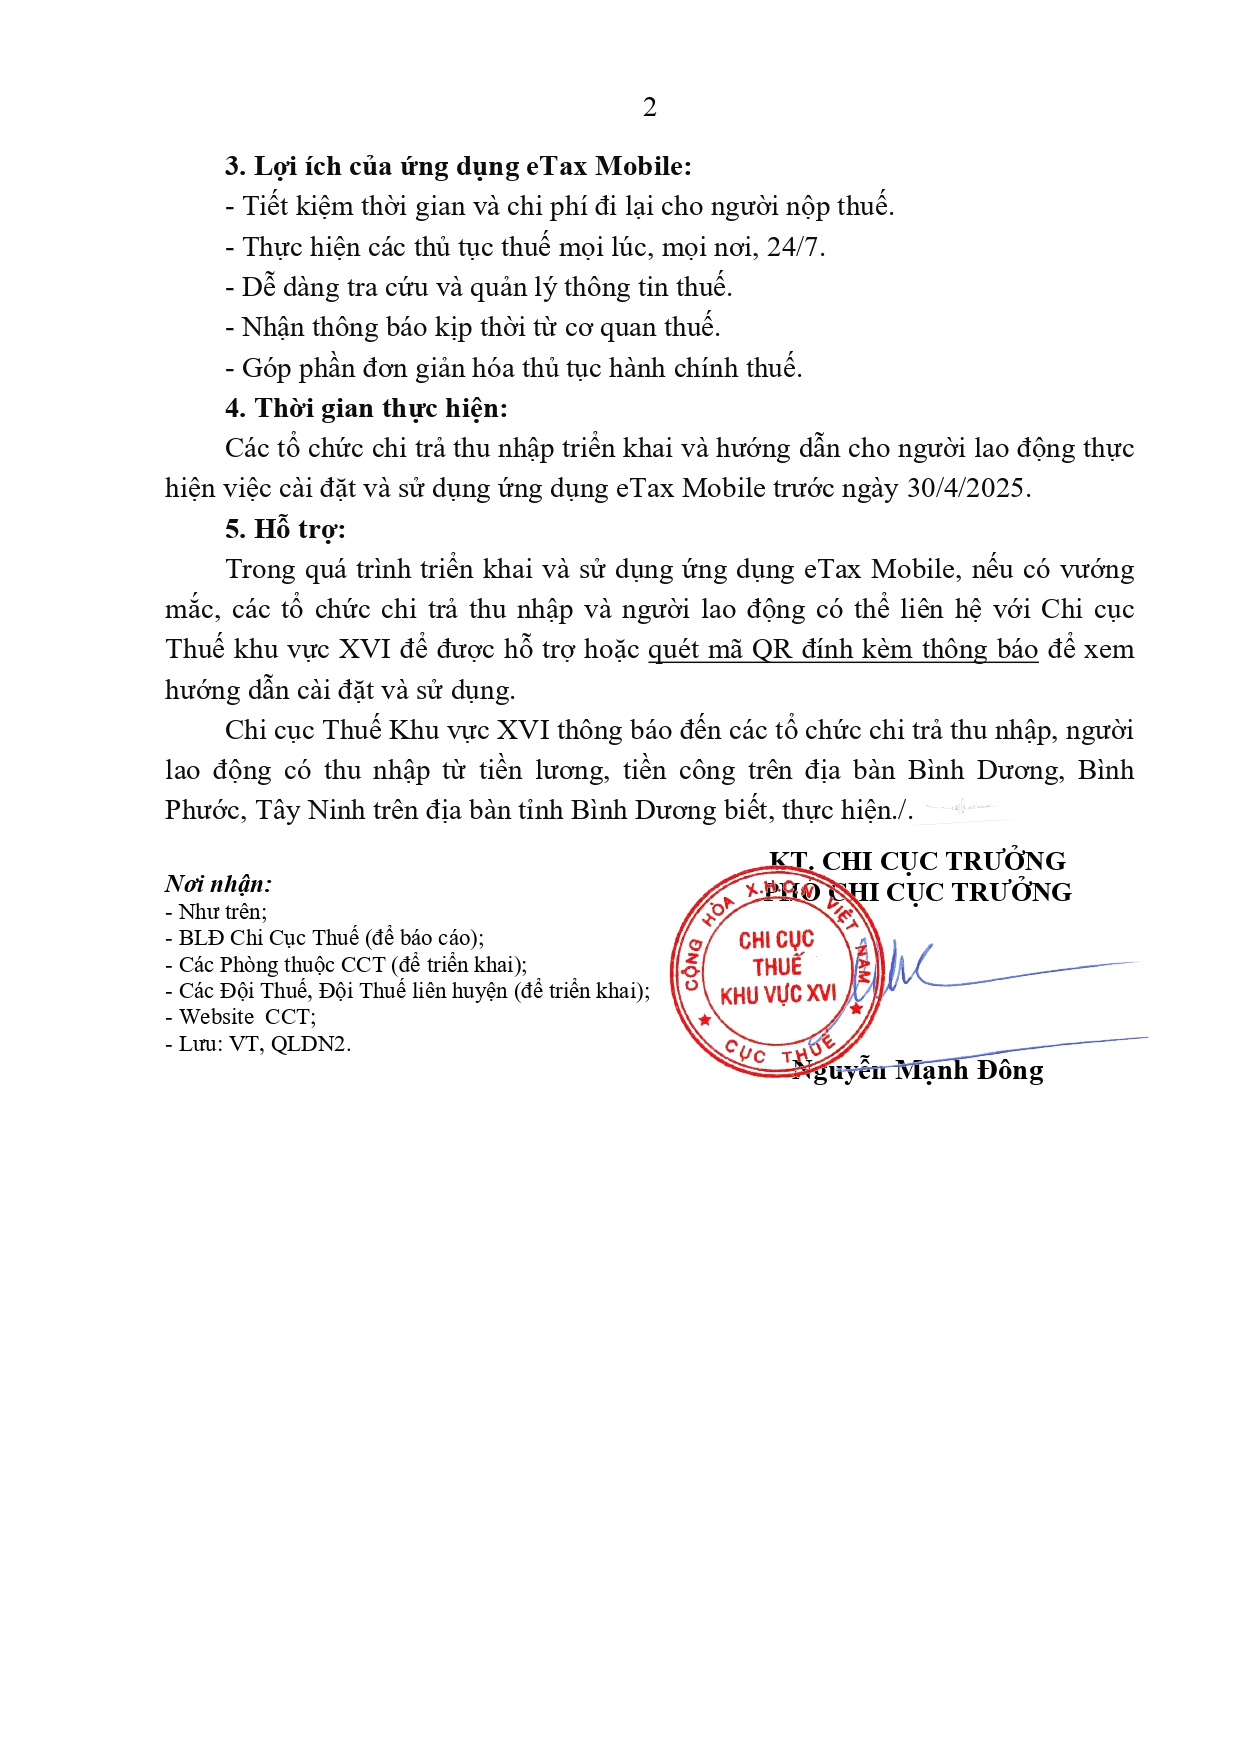 2
3. Lợi ích của ứng dụng eTax Mobile:
- Tiết kiệm thời gian và chi phí đi lại cho người nộp thuế.
- Thực hiện các thủ tục thuế mọi lúc, mọi nơi, 24/7.
- Dễ dàng tra cứu và quản lý thông tin thuế.
- Nhận thông báo kịp thời từ cơ quan thuế.
- Góp phần đơn giản hóa thủ tục hành chính thuế.
4. Thời gian thực hiện:
Các tổ chức chi trả thu nhập triển khai và hướng dẫn cho người lao động thực
hiện việc cài đặt và sử dụng ứng dụng eTax Mobile trước ngày 30/4/2025.
5. Hỗ trợ:
Trong quá trình triển khai và sử dụng ứng dụng eTax Mobile, nếu có vướng
mắc, các tổ chức chi trả thu nhập và người lao động có thể liên hệ với Chi cục
Thuế khu vực XVI để được hỗ trợ hoặc quét mã QR đính kèm thông báo để xem
hướng dẫn cài đặt và sử dụng.
Chi cục Thuế Khu vực XVI thông báo đến các tổ chức chi trả thu nhập, người
lao động có thu nhập từ tiền lương, tiền công trên địa bàn Bình Dương, Bình
Phước, Tây Ninh trên địa bàn tỉnh Bình Dương biết, thực hiện./.
Nơi nhận:
- Như trên;
- BLĐ Chi Cục Thuế (để báo cáo);
- Các Phòng thuộc CCT (để triển khai);
- Các Đội Thuế, Đội Thuế liên huyện (để triển khai);
- Website  CCT;
- Lưu: VT, QLDN2.
KT. CHI CỤC TRƯỞNG
PHÓ CHI CỤC TRƯỞNG
CỘNG HÒA X.H.C.N VIỆT NAM
CHI CỤC
THUẾ
KHU VỰC XVI
CỤC THUẾ
Nguyễn Mạnh Đông